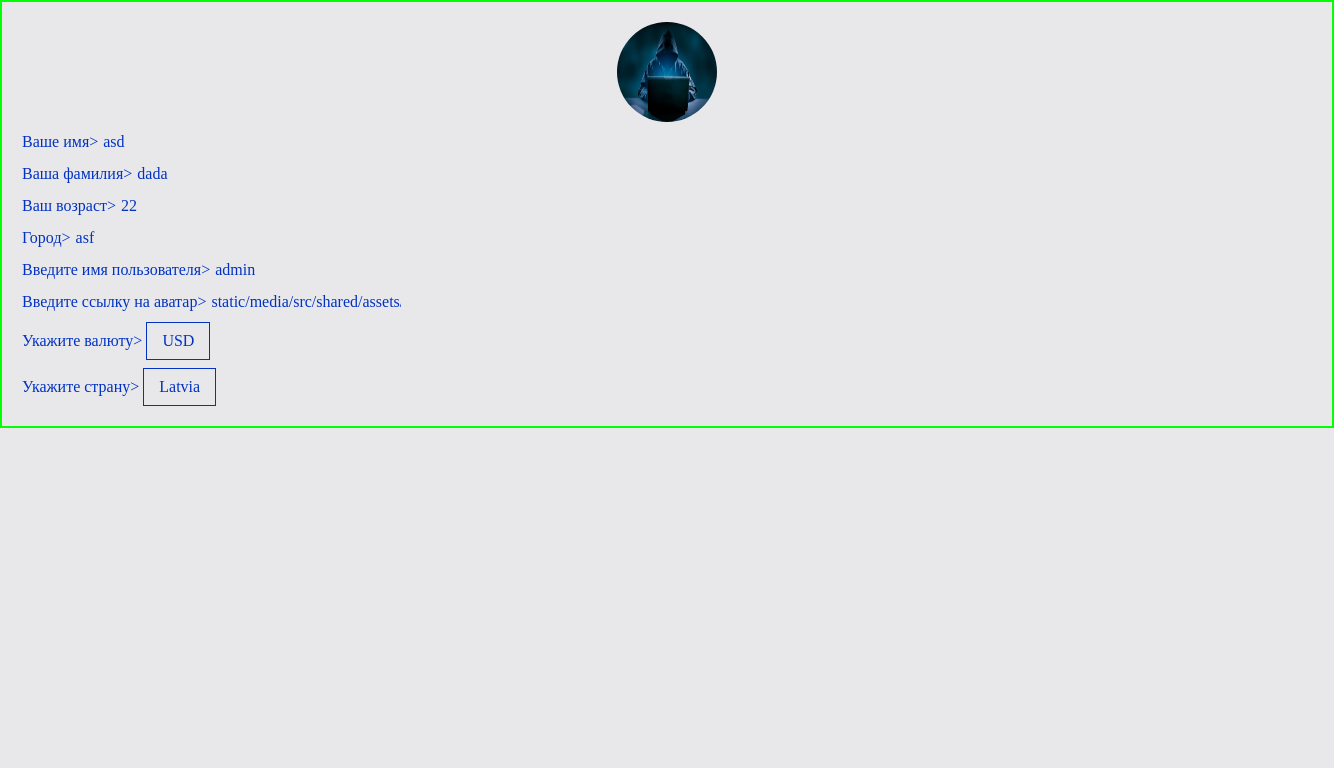 Ваше имя> asd
Ваша фамилия> dada
Ваш возраст> 22
Город> asf
Введите имя пользователя> admin
Введите ссылку на аватар> static/media/src/shared/assets.
Укажите валюту> USD
Укажите страну> Latvia